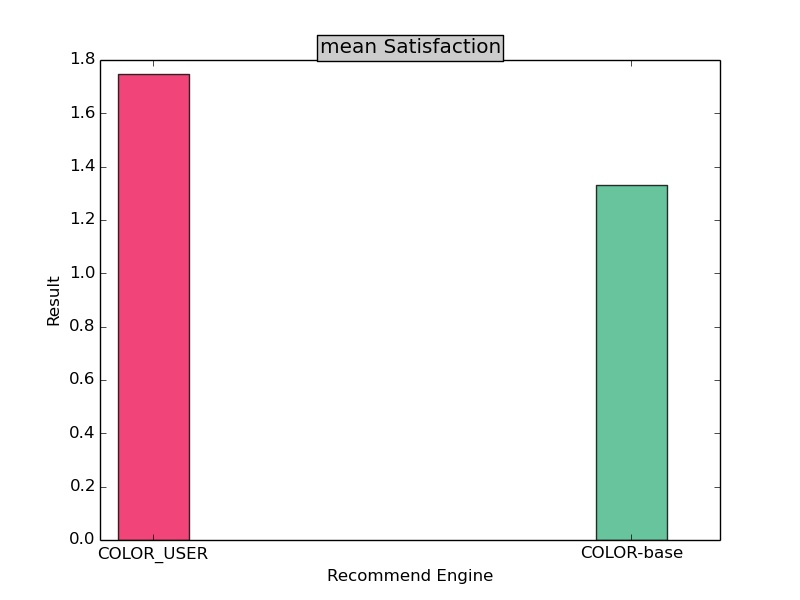 mean Satisfaction
1.8
1.6
1.4
1.2
1.0
0.8
0.6
0.4
0.2
0.0
Result
COLOR_USER
COLOR-base
Recommend Engine